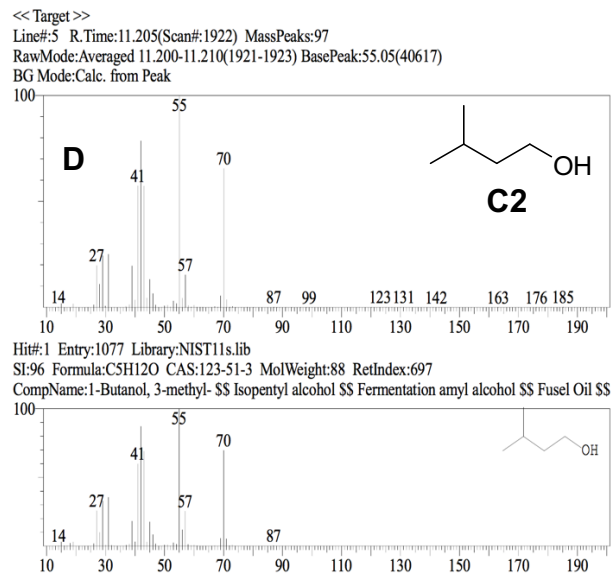 << Target >>
Line#:5 R.Time:11.205(Scan#:1922) MassPeaks:97
RawMode:Averaged 11.200-11.210(1921-1923) BasePeak:55.05(40617)
BG Mode:Calc. from Peak
100
55
D
70
41
OH
C2
27
57
14 87 99 123 131 142 163 176 185
10 30 50 70 90 110 130 150 170 190
Hit#:1 Entry:1077 Library:NIST11s.lib
SI:96 Formula:C5H12O CAS:123-51-3 MolWeight:88 RetIndex:697
CompName:1-Butanol, 3-methyl- $$ Isopentyl alcohol $$ Fermentation amyl alcohol $$ Fusel Oil $$
100
55
70
41
OH
27
57
14 87
10 30 50 70 90 110 130 150 170 190